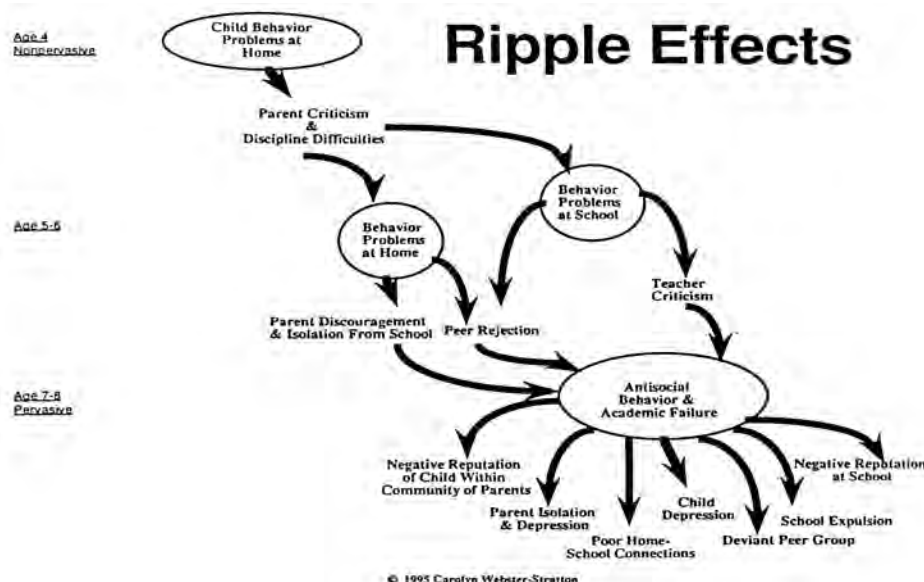 Ripple Effects
Age 4
Nonpervasive
Child Behavior
Problems at
Home
Parent Criticism
&
Discipline Difficulties
Behavior
Problems
at School
Age 5-6
Behavior
Problems
at Home
Teacher
Criticism
Parent Discouragement
& Isolation From School
Peer Rejection
Age 7-8
Pervasive
Antisocial
Behavior &
Academic Failure
Negative Reputation
of Child Within
Community of Parents
Parent Isolation
& Depression
Poor Home-
School Connections
Child
Depression
Deviant Peer Group
School Expulsion
Negative Reputation
at School
© 1995 Carolyn Webster-Stratton